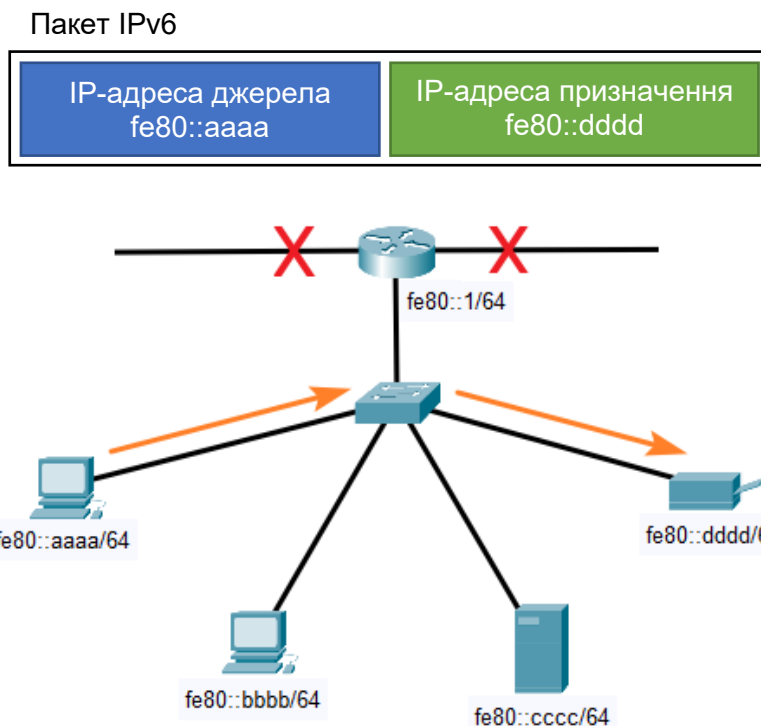 Пакет IPv6
IP-адреса джерела
fe80::aaaa
IP-адреса призначення
fe80::dddd
fe80::1/64
fe80::aaaa/64
fe80::dddd/6
fe80::bbbb/64
fe80::cccc/64